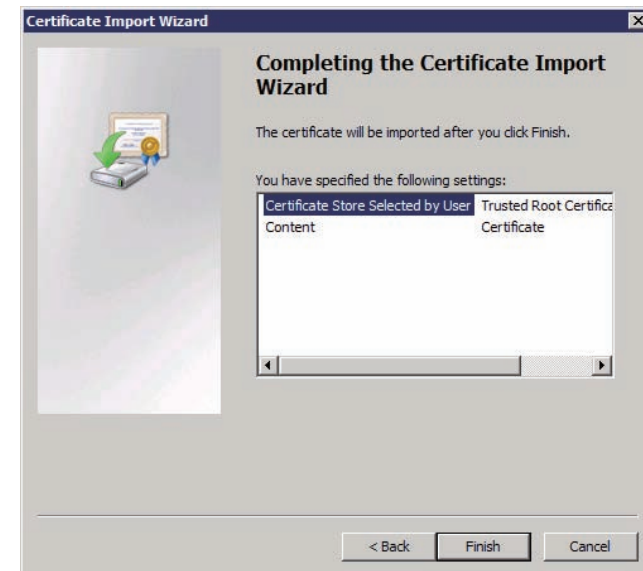 Certificate Import Wizard
Completing the Certificate Import
Wizard
The certificate will be imported after you click Finish.
You have specified the following settings:
Certificate Store Selected by User Trusted Root Certifica
Content Certificate
< Back Finish Cancel